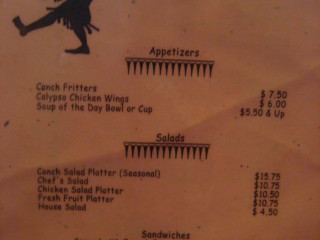 Appetizers
Conch Fritters $ 7.50
Calypso Chicken Wings $ 6.00
Soup of the Day Bowl or Cup $5.50 & Up
Salads
Conch Salad Platter (Seasonal) $15.75
Chef's Salad $10.75
Chicken Salad Platter $10.50
Fresh Fruit Platter $10.75
House Salad $ 4.50
Sandwiches